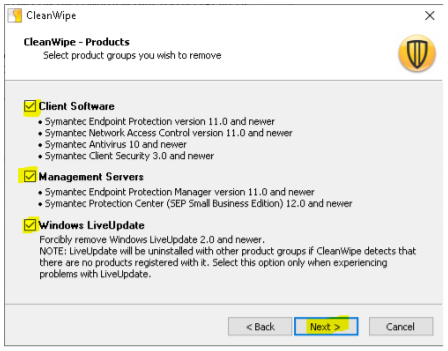 CleanWipe
CleanWipe - Products
Select product groups you wish to remove
Client Software
• Symantec Endpoint Protection version 11.0 and newer
• Symantec Network Access Control version 11.0 and newer
• Symantec Antivirus 10 and newer
• Symantec Client Security 3.0 and newer
Management Servers
• Symantec Endpoint Protection Manager version 11.0 and newer
• Symantec Protection Center (SEP Small Business Edition) 12.0 and newer
Windows LiveUpdate
Forcibly remove Windows LiveUpdate 2.0 and newer.
NOTE: LiveUpdate will be uninstalled with other product groups if CleanWipe detects that
there are no products registered with it. Select this option only when experiencing
problems with LiveUpdate.
< Back Next > Cancel